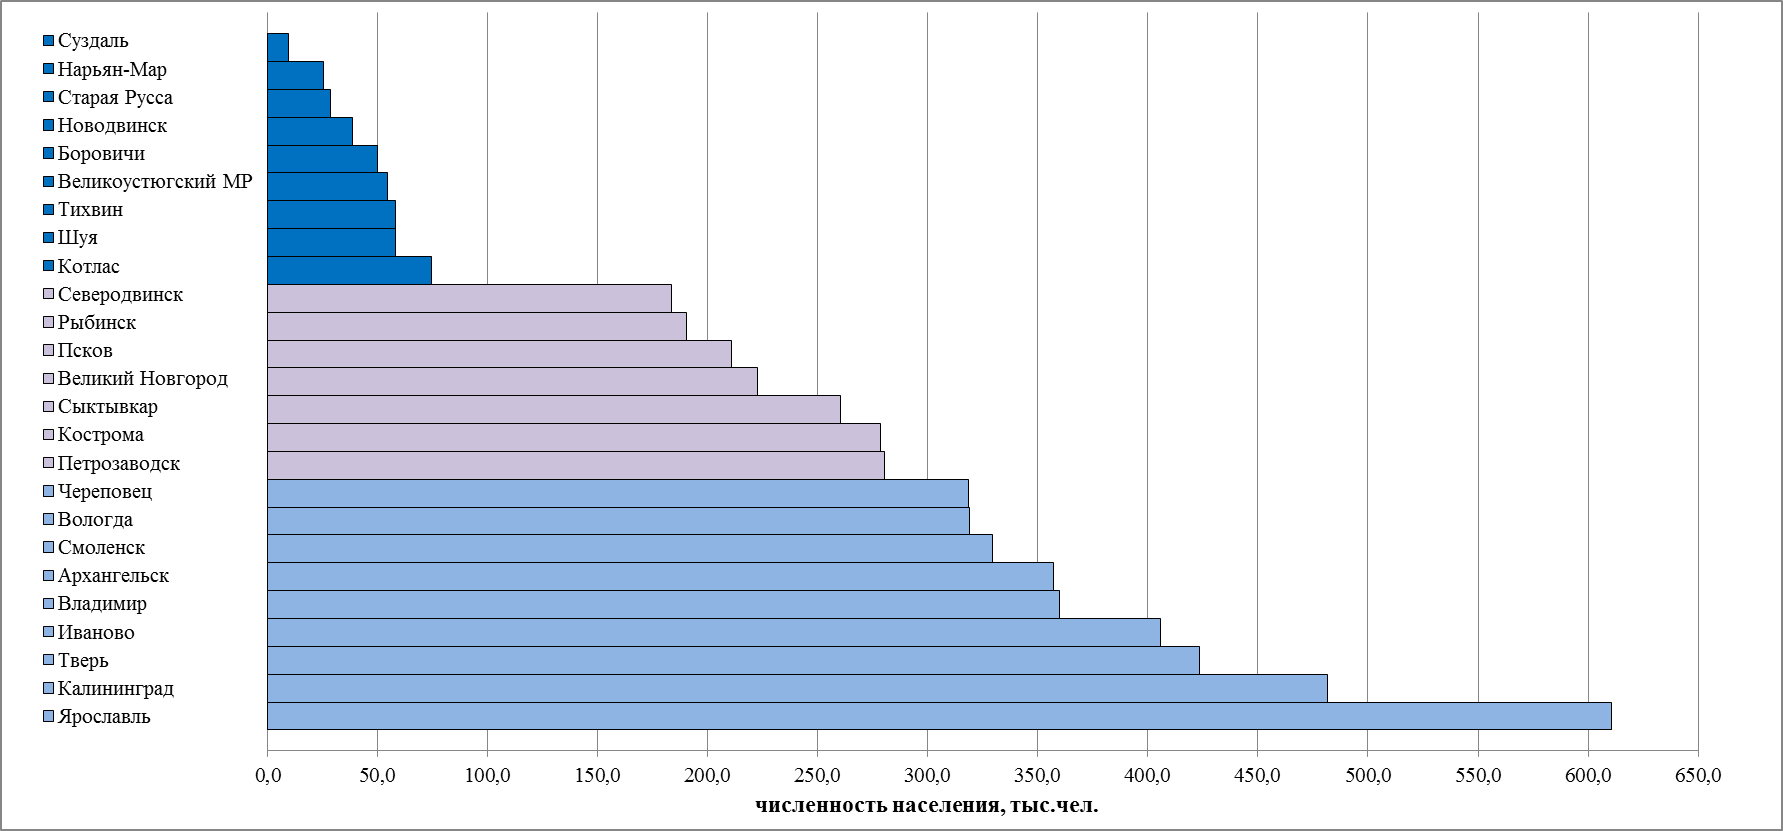 Суздаль
Нарьян-Мар
Старая Русса
Новодвинск
Боровичи
Великоустюгский МР
Тихвин
Шуя
Котлас
Северодвинск
Рыбинск
Псков
Великий Новгород
Сыктывкар
Кострома
Петрозаводск
Череповец
Вологда
Смоленск
Архангельск
Владимир
Иваново
Тверь
Калининград
Ярославль
0,0 50,0 100,0 150,0 200,0 250,0 300,0 350,0 400,0 450,0 500,0 550,0 600,0 650,0
численность населения, тыс.чел.